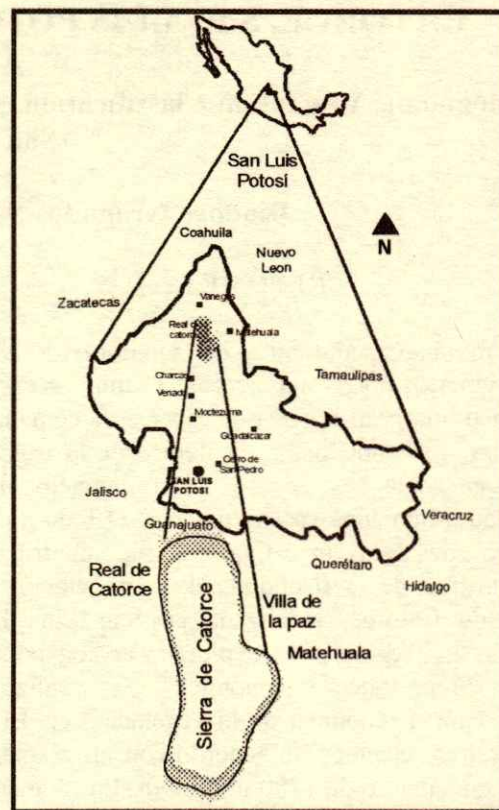 San Luis
Potosí
N
Coahuila
Nuevo
Leon
Zacatecas
Vanegas
Real de
catorce
Matehuala
Tamaulipas
Charcas
Venado
Moctezuma
Guadalcazar
Cerro de
San Pedro
SAN LUIS
POTOSI
Jalisco
Veracruz
Guanajuato
Querétaro
Hidalgo
Real de
Catorce
Villa de
la paz
Matehuala
Sierra de Catorce